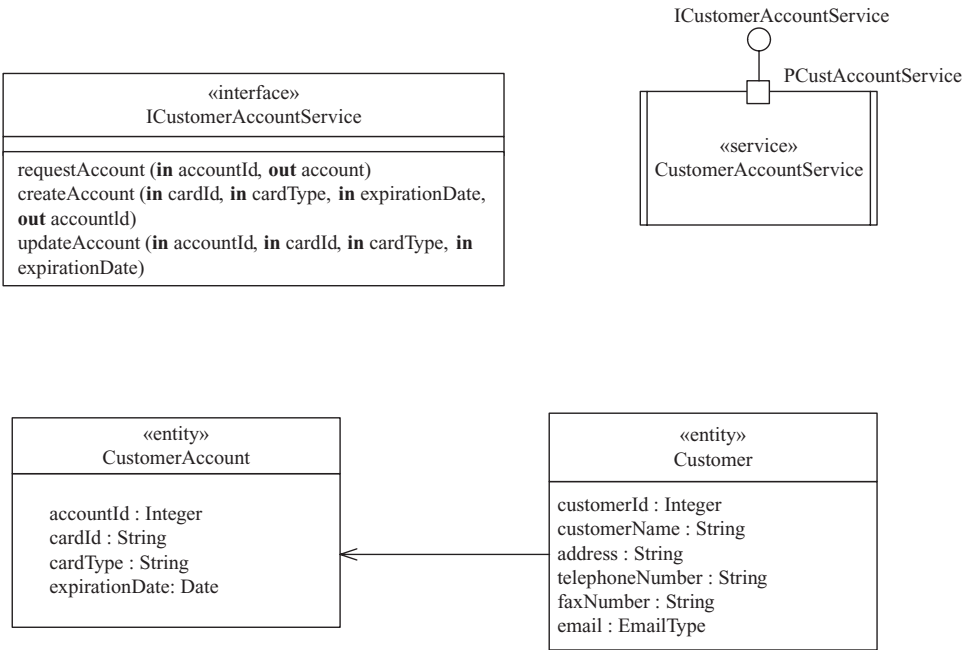 ICustomerAccountService
PCustAccountService
«service»
CustomerAccountService
«interface»
ICustomerAccountService
requestAccount (in accountId, out account)
createAccount (in cardId, in cardType, in expirationDate,
out accountId)
updateAccount (in accountId, in cardId, in cardType, in
expirationDate)
«entity»
CustomerAccount
accountId : Integer
cardId : String
cardType : String
expirationDate: Date
«entity»
Customer
customerId : Integer
customerName : String
address : String
telephoneNumber : String
faxNumber : String
email : EmailType